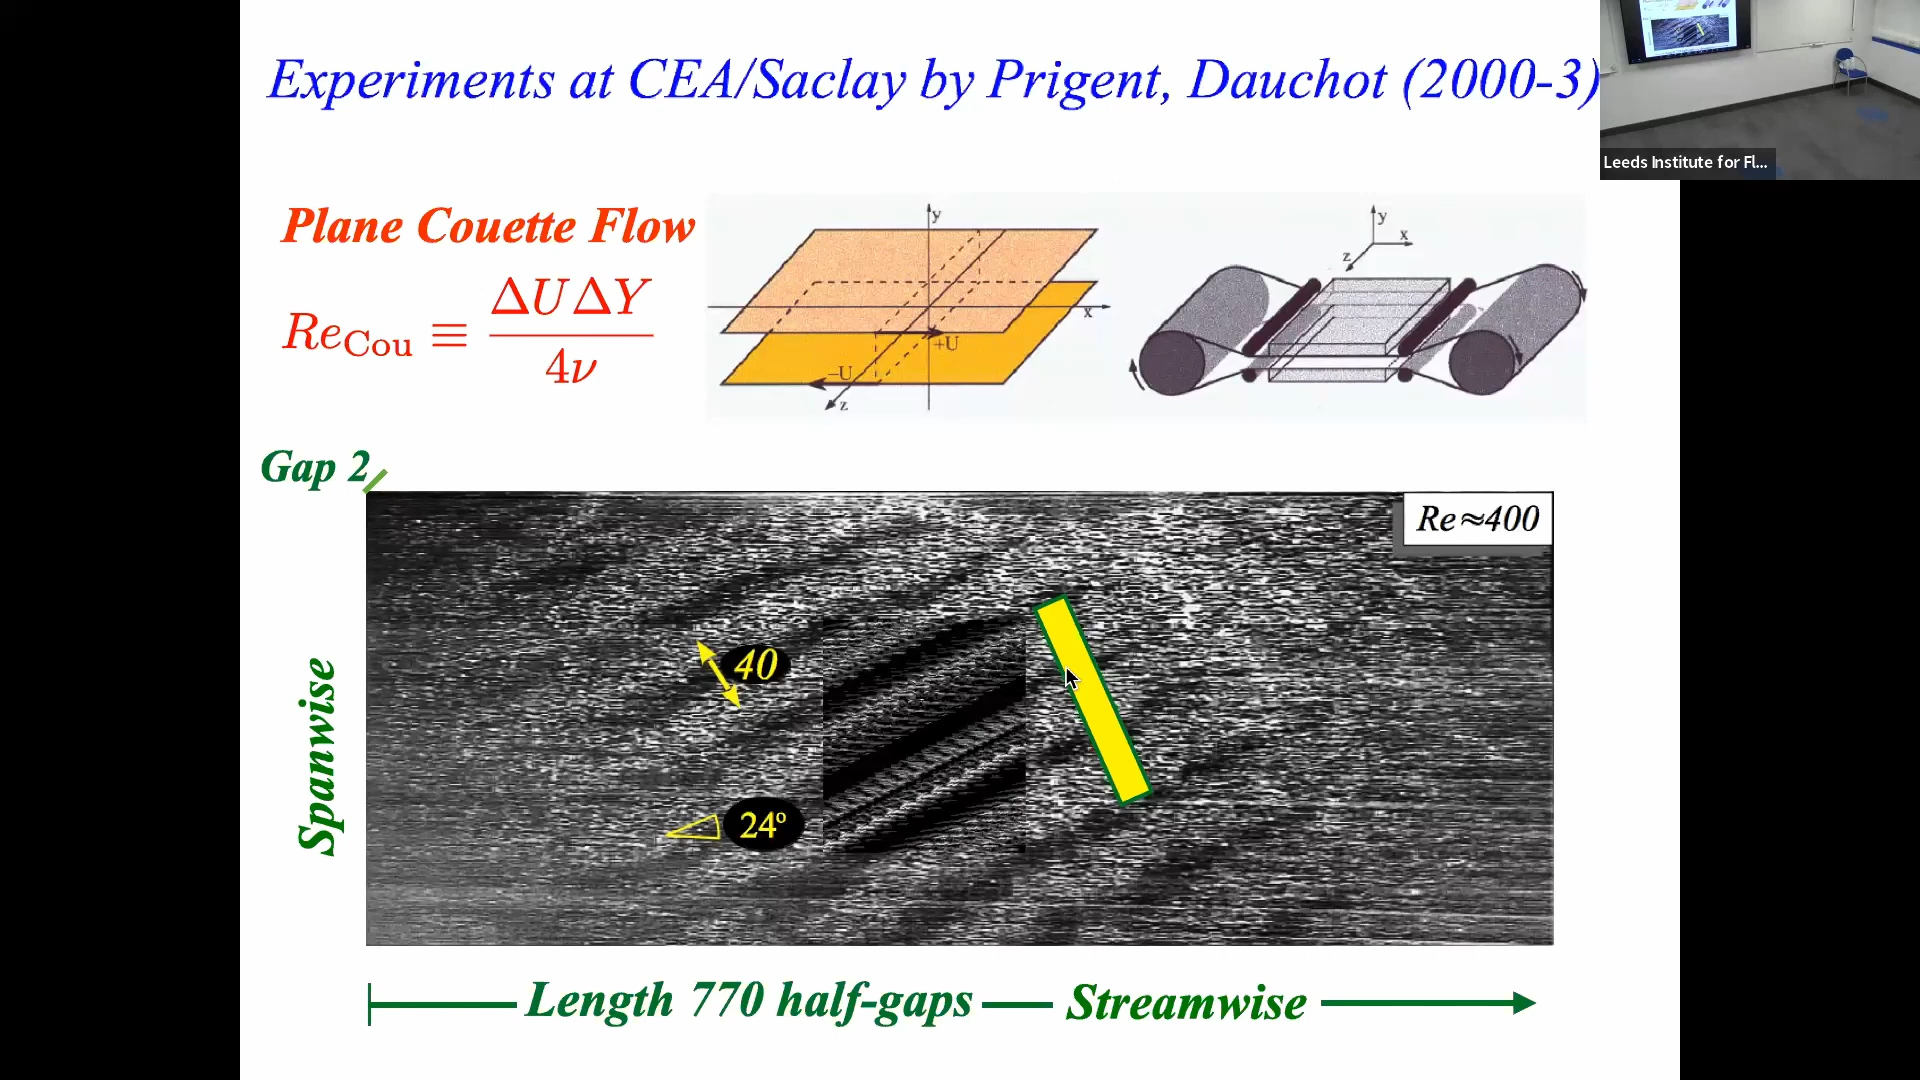 Experiments at CEA/Saclay by Prigent, Dauchot (2000-3)
Leeds Institute for Fl...
Plane Couette Flow
Re_Cou ≡ ΔU ΔY / 4ν
y
x
+U
-U
z
y
x
z
Gap 2
Re≈400
40
24º
Spanwise
Length 770 half-gaps
Streamwise